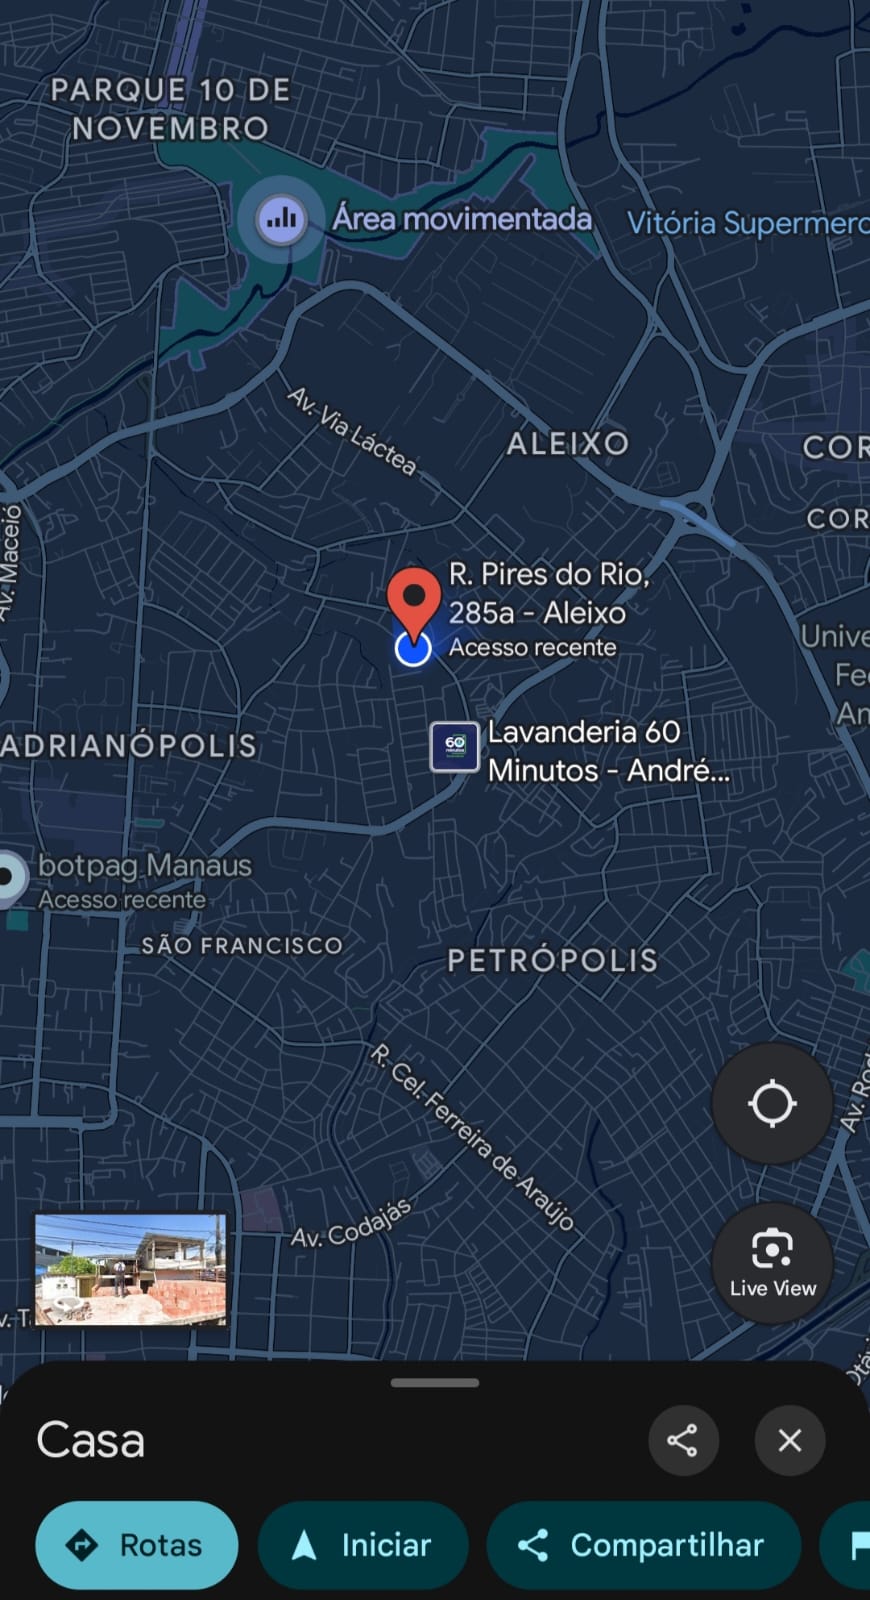 PARQUE 10 DE
NOVEMBRO
Área movimentada
Vitória Supermerc
Av. Via Láctea
ALEIXO
COR
COR
Av. Maceió
R. Pires do Rio,
285a - Aleixo
Acesso recente
Unive
Fe
Am
Lavanderia 60
Minutos - André...
60
ADRIANÓPOLIS
botpag Manaus
Acesso recente
SÃO FRANCISCO
PETRÓPOLIS
R. Cel. Ferreira de Araújo
Av. Rod
Av. Codajás
Live View
v. T
Casa
Rotas
Iniciar
Compartilhar